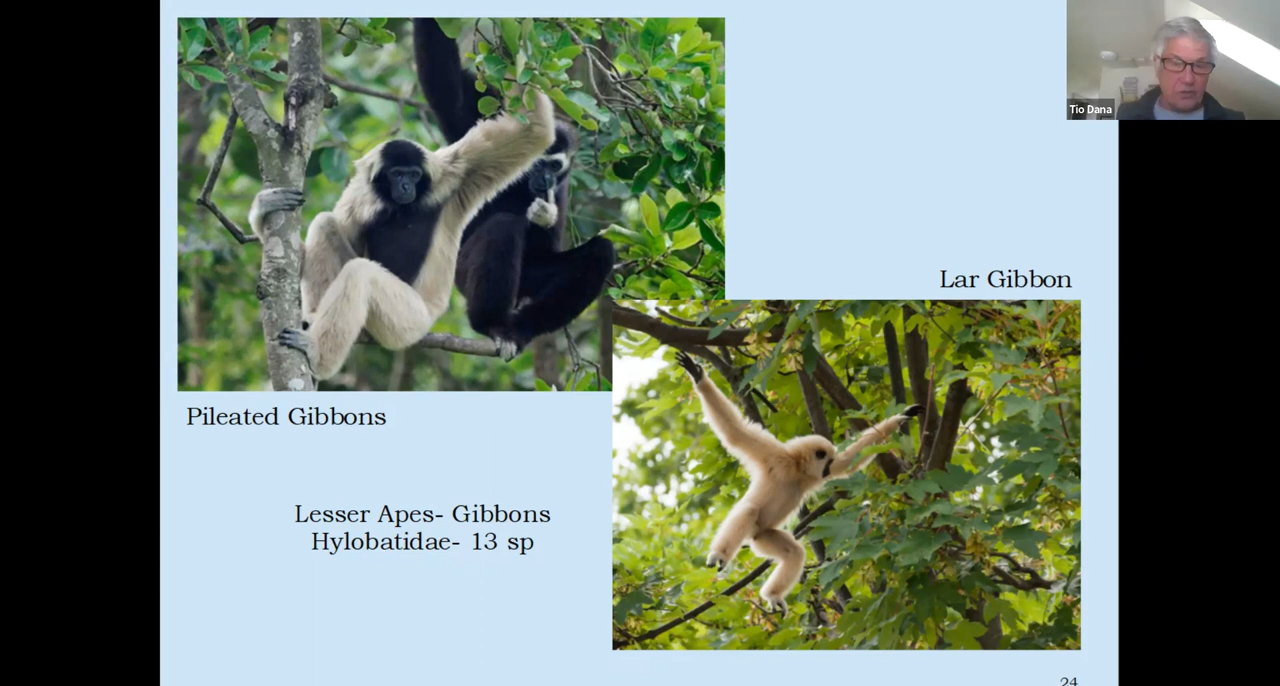 Tio Dana
Lar Gibbon
Pileated Gibbons
Lesser Apes- Gibbons
Hylobatidae- 13 sp
24